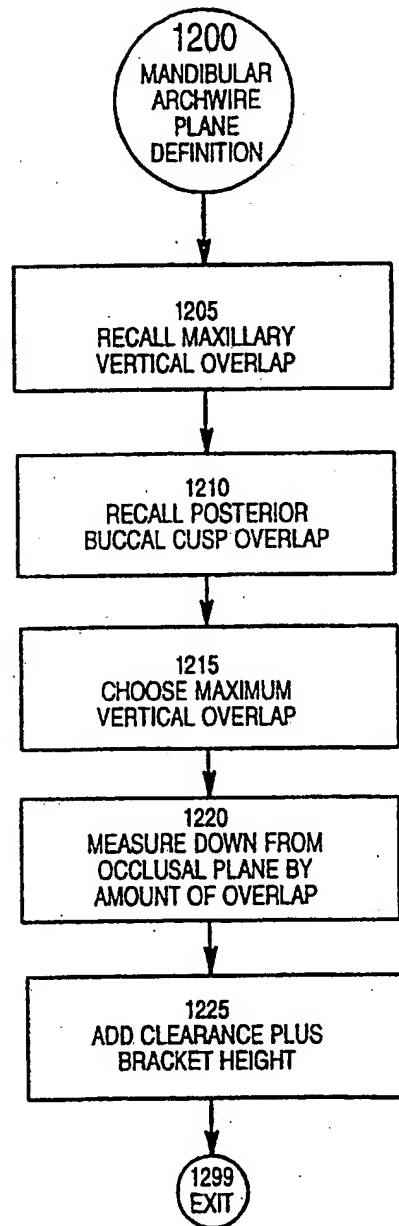 1200
MANDIBULAR
ARCHWIRE
PLANE
DEFINITION
1205
RECALL MAXILLARY
VERTICAL OVERLAP
1210
RECALL POSTERIOR
BUCCAL CUSP OVERLAP
1215
CHOOSE MAXIMUM
VERTICAL OVERLAP
1220
MEASURE DOWN FROM
OCCLUSAL PLANE BY
AMOUNT OF OVERLAP
1225
ADD CLEARANCE PLUS
BRACKET HEIGHT
1299
EXIT